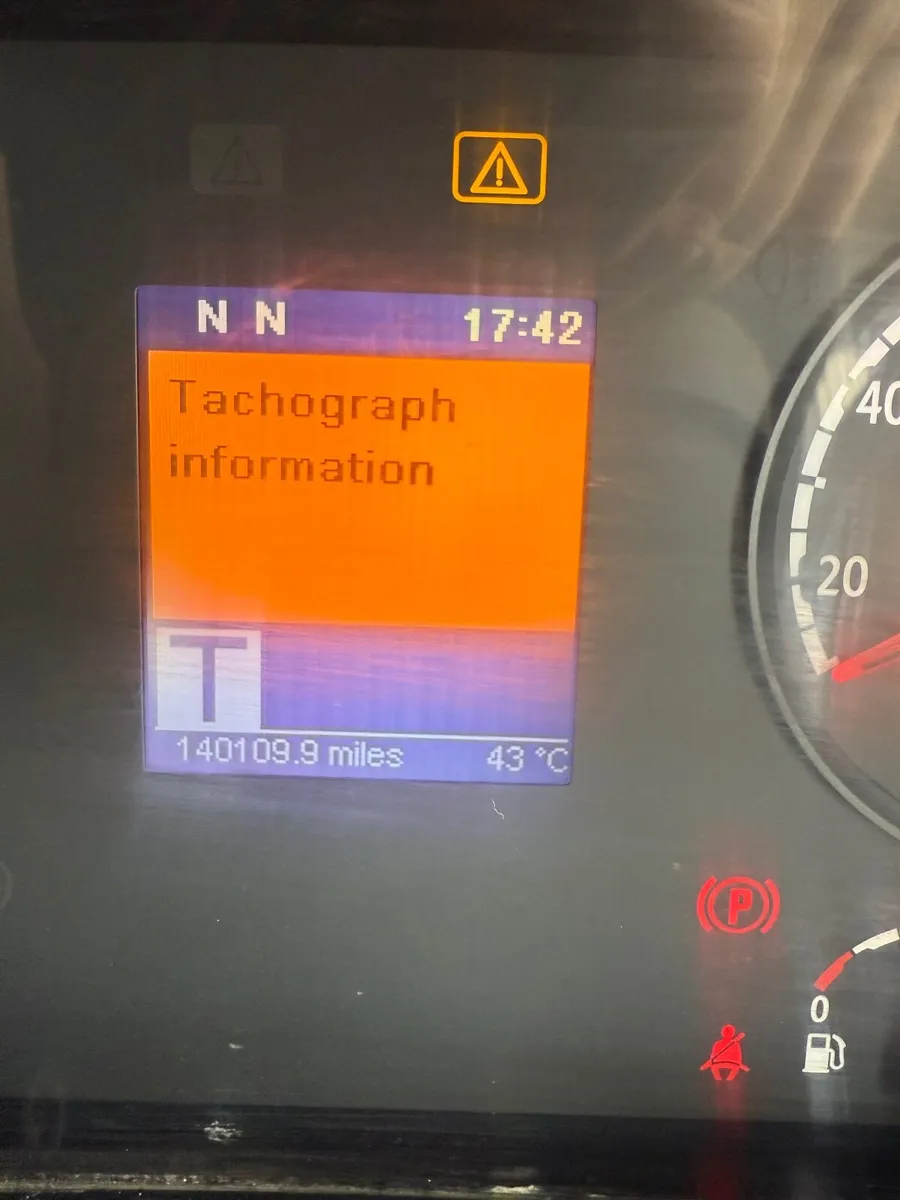 N N 17:42
Tachograph
information
T
140109.9 miles 43 °C
40
20
P
0